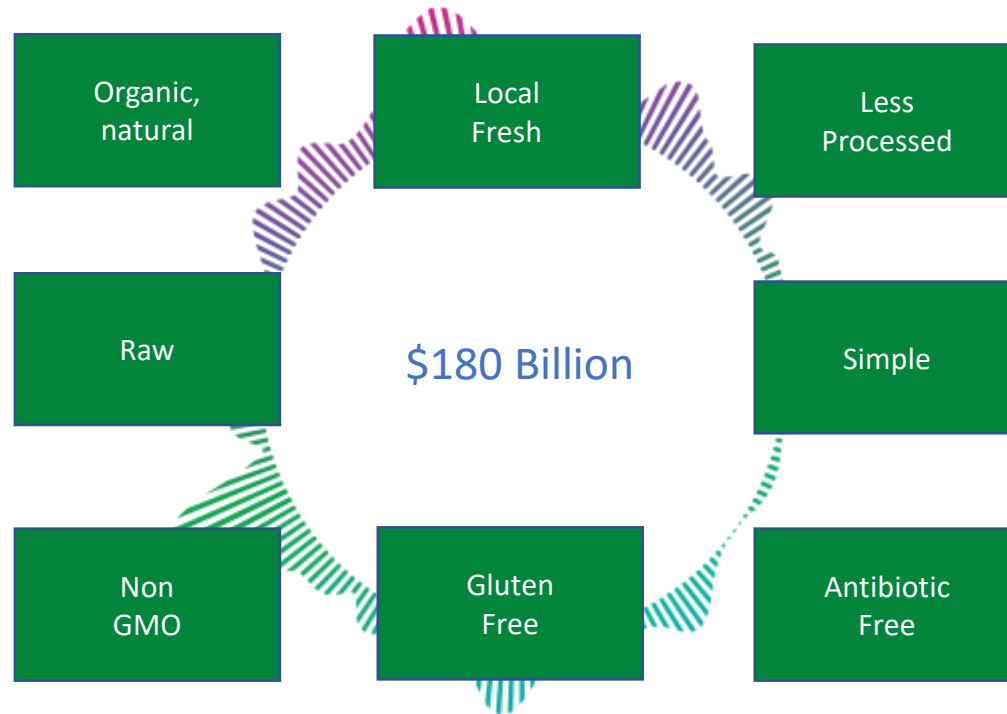 Organic,
natural
Local
Fresh
Less
Processed
Raw
$180 Billion
Simple
Non
GMO
Gluten
Free
Antibiotic
Free